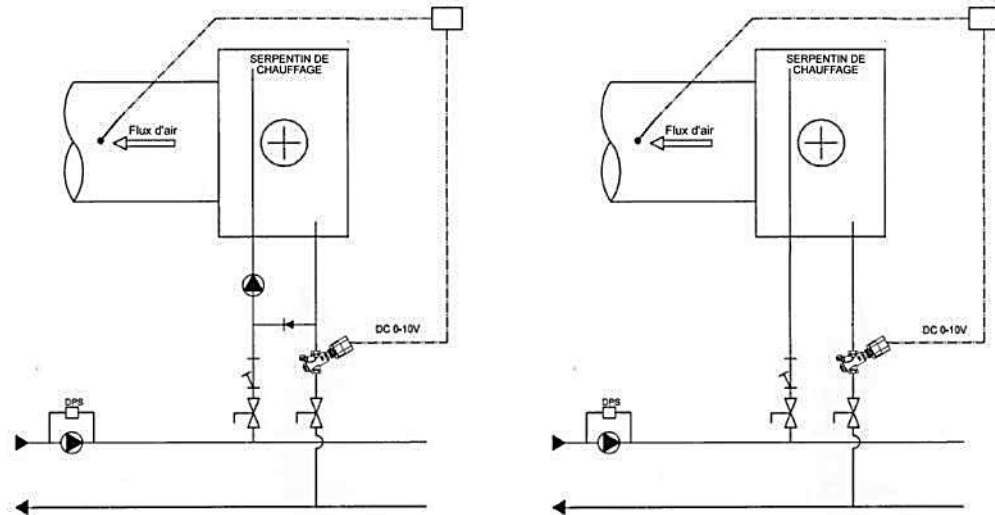 SERPENTIN DE
CHAUFFAGE
Flux d'air
DC 0-10V
DPS
SERPENTIN DE
CHAUFFAGE
Flux d'air
DC 0-10V
DPS